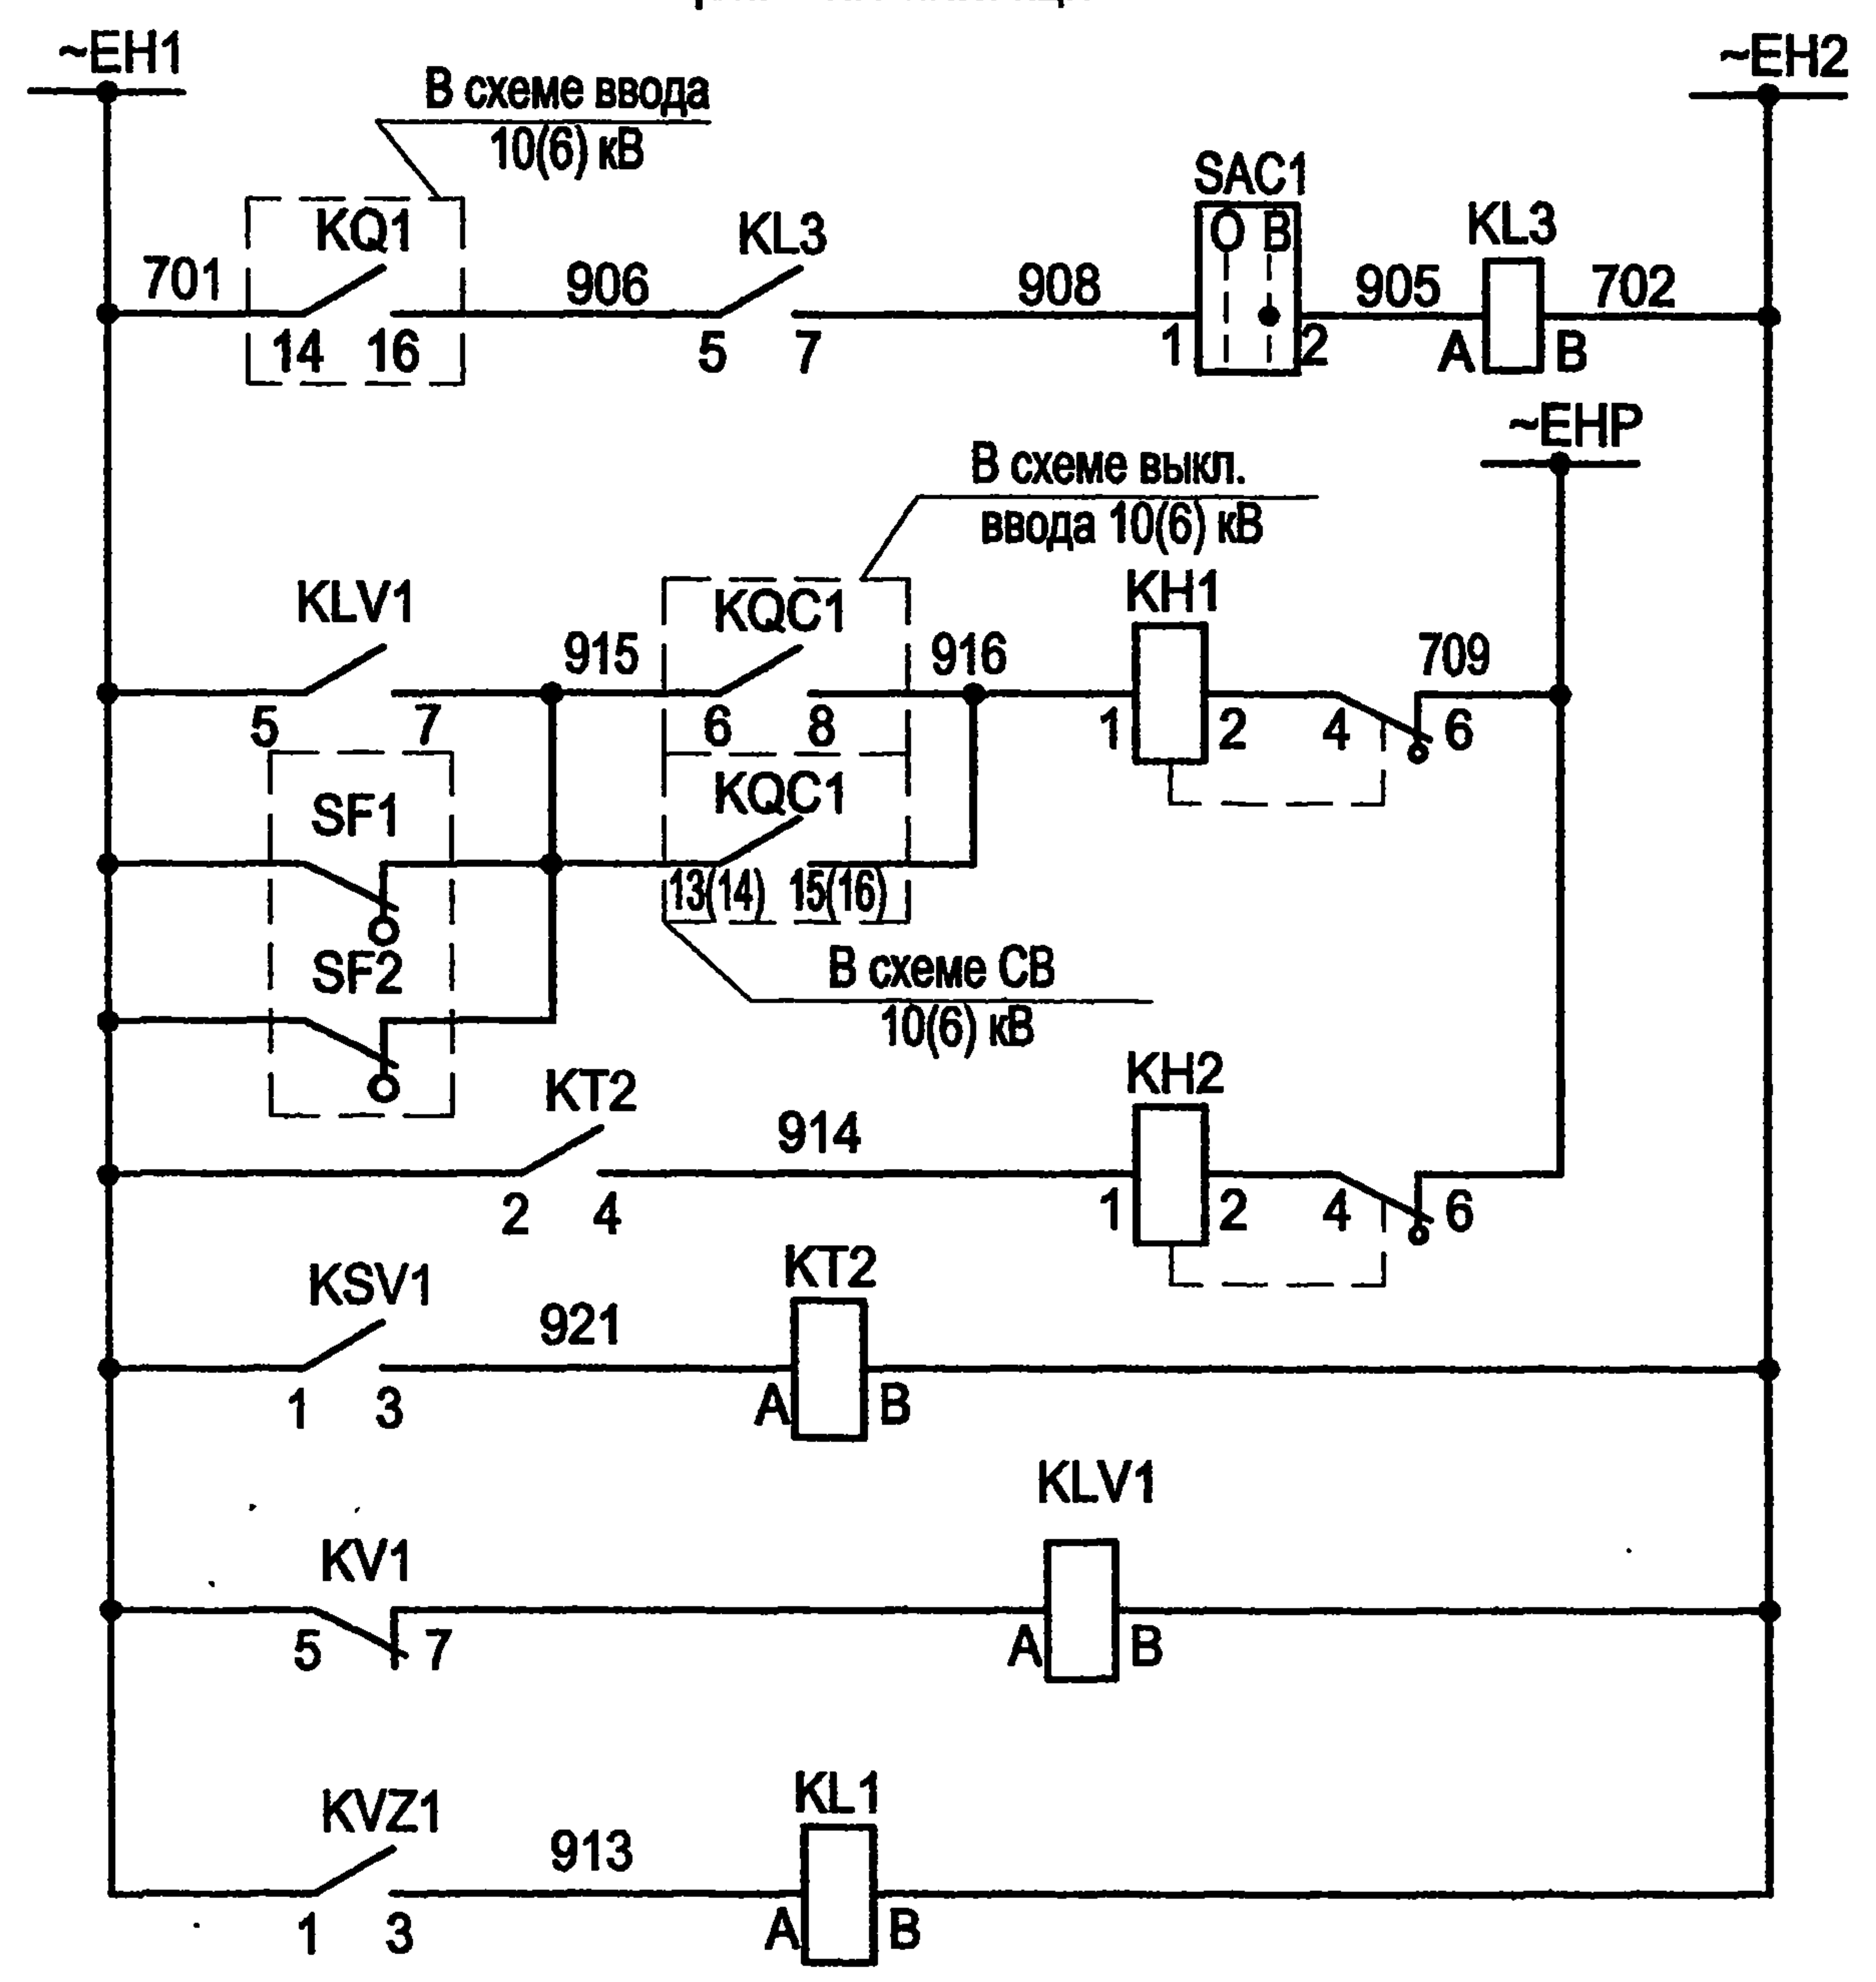 ~EH1
~EH2
В схеме ввода
10(6) кВ
SAC1
O B
KQ1
KL3
KL3
701
906
908
905
702
14 16
5 7
1 2
A B
~EHP
В схеме выкл.
ввода 10(6) кВ
KLV1
KQC1
KH1
915
916
709
5 7
6 8
1 2
4 6
SF1
KQC1
13(14) 15(16)
SF2
В схеме СВ
10(6) кВ
KT2
KH2
914
2 4
1 2
4 6
KSV1
KT2
921
1 3
A B
KLV1
KV1
5 7
A B
KVZ1
KL1
913
1 3
A B